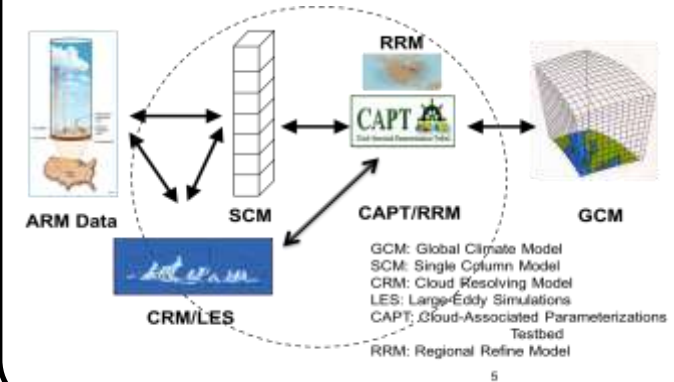 RRM
CAPT
ARM Data
SCM
CAPT/RRM
GCM
CRM/LES
GCM: Global Climate Model
SCM: Single Column Model
CRM: Cloud Resolving Model
LES: Large-Eddy Simulations
CAPT: Cloud-Associated Parameterizations
Testbed
RRM: Regional Refine Model
5